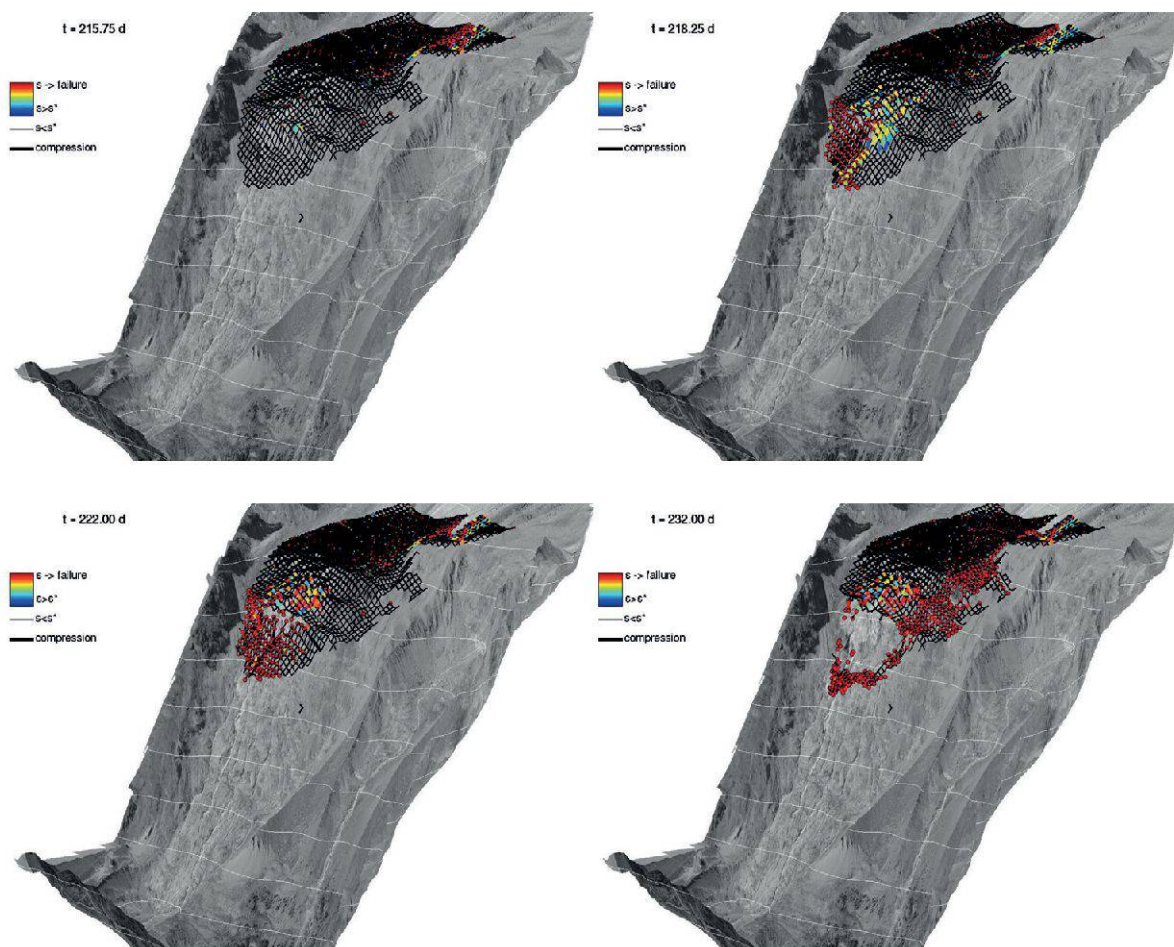 t = 215.75 d
s -> failure
s>s*
s<s*
compression
t = 218.25 d
s -> failure
s>s*
s<s*
compression
t = 222.00 d
s -> failure
s>s*
s<s*
compression
t = 232.00 d
s -> failure
s>s*
s<s*
compression